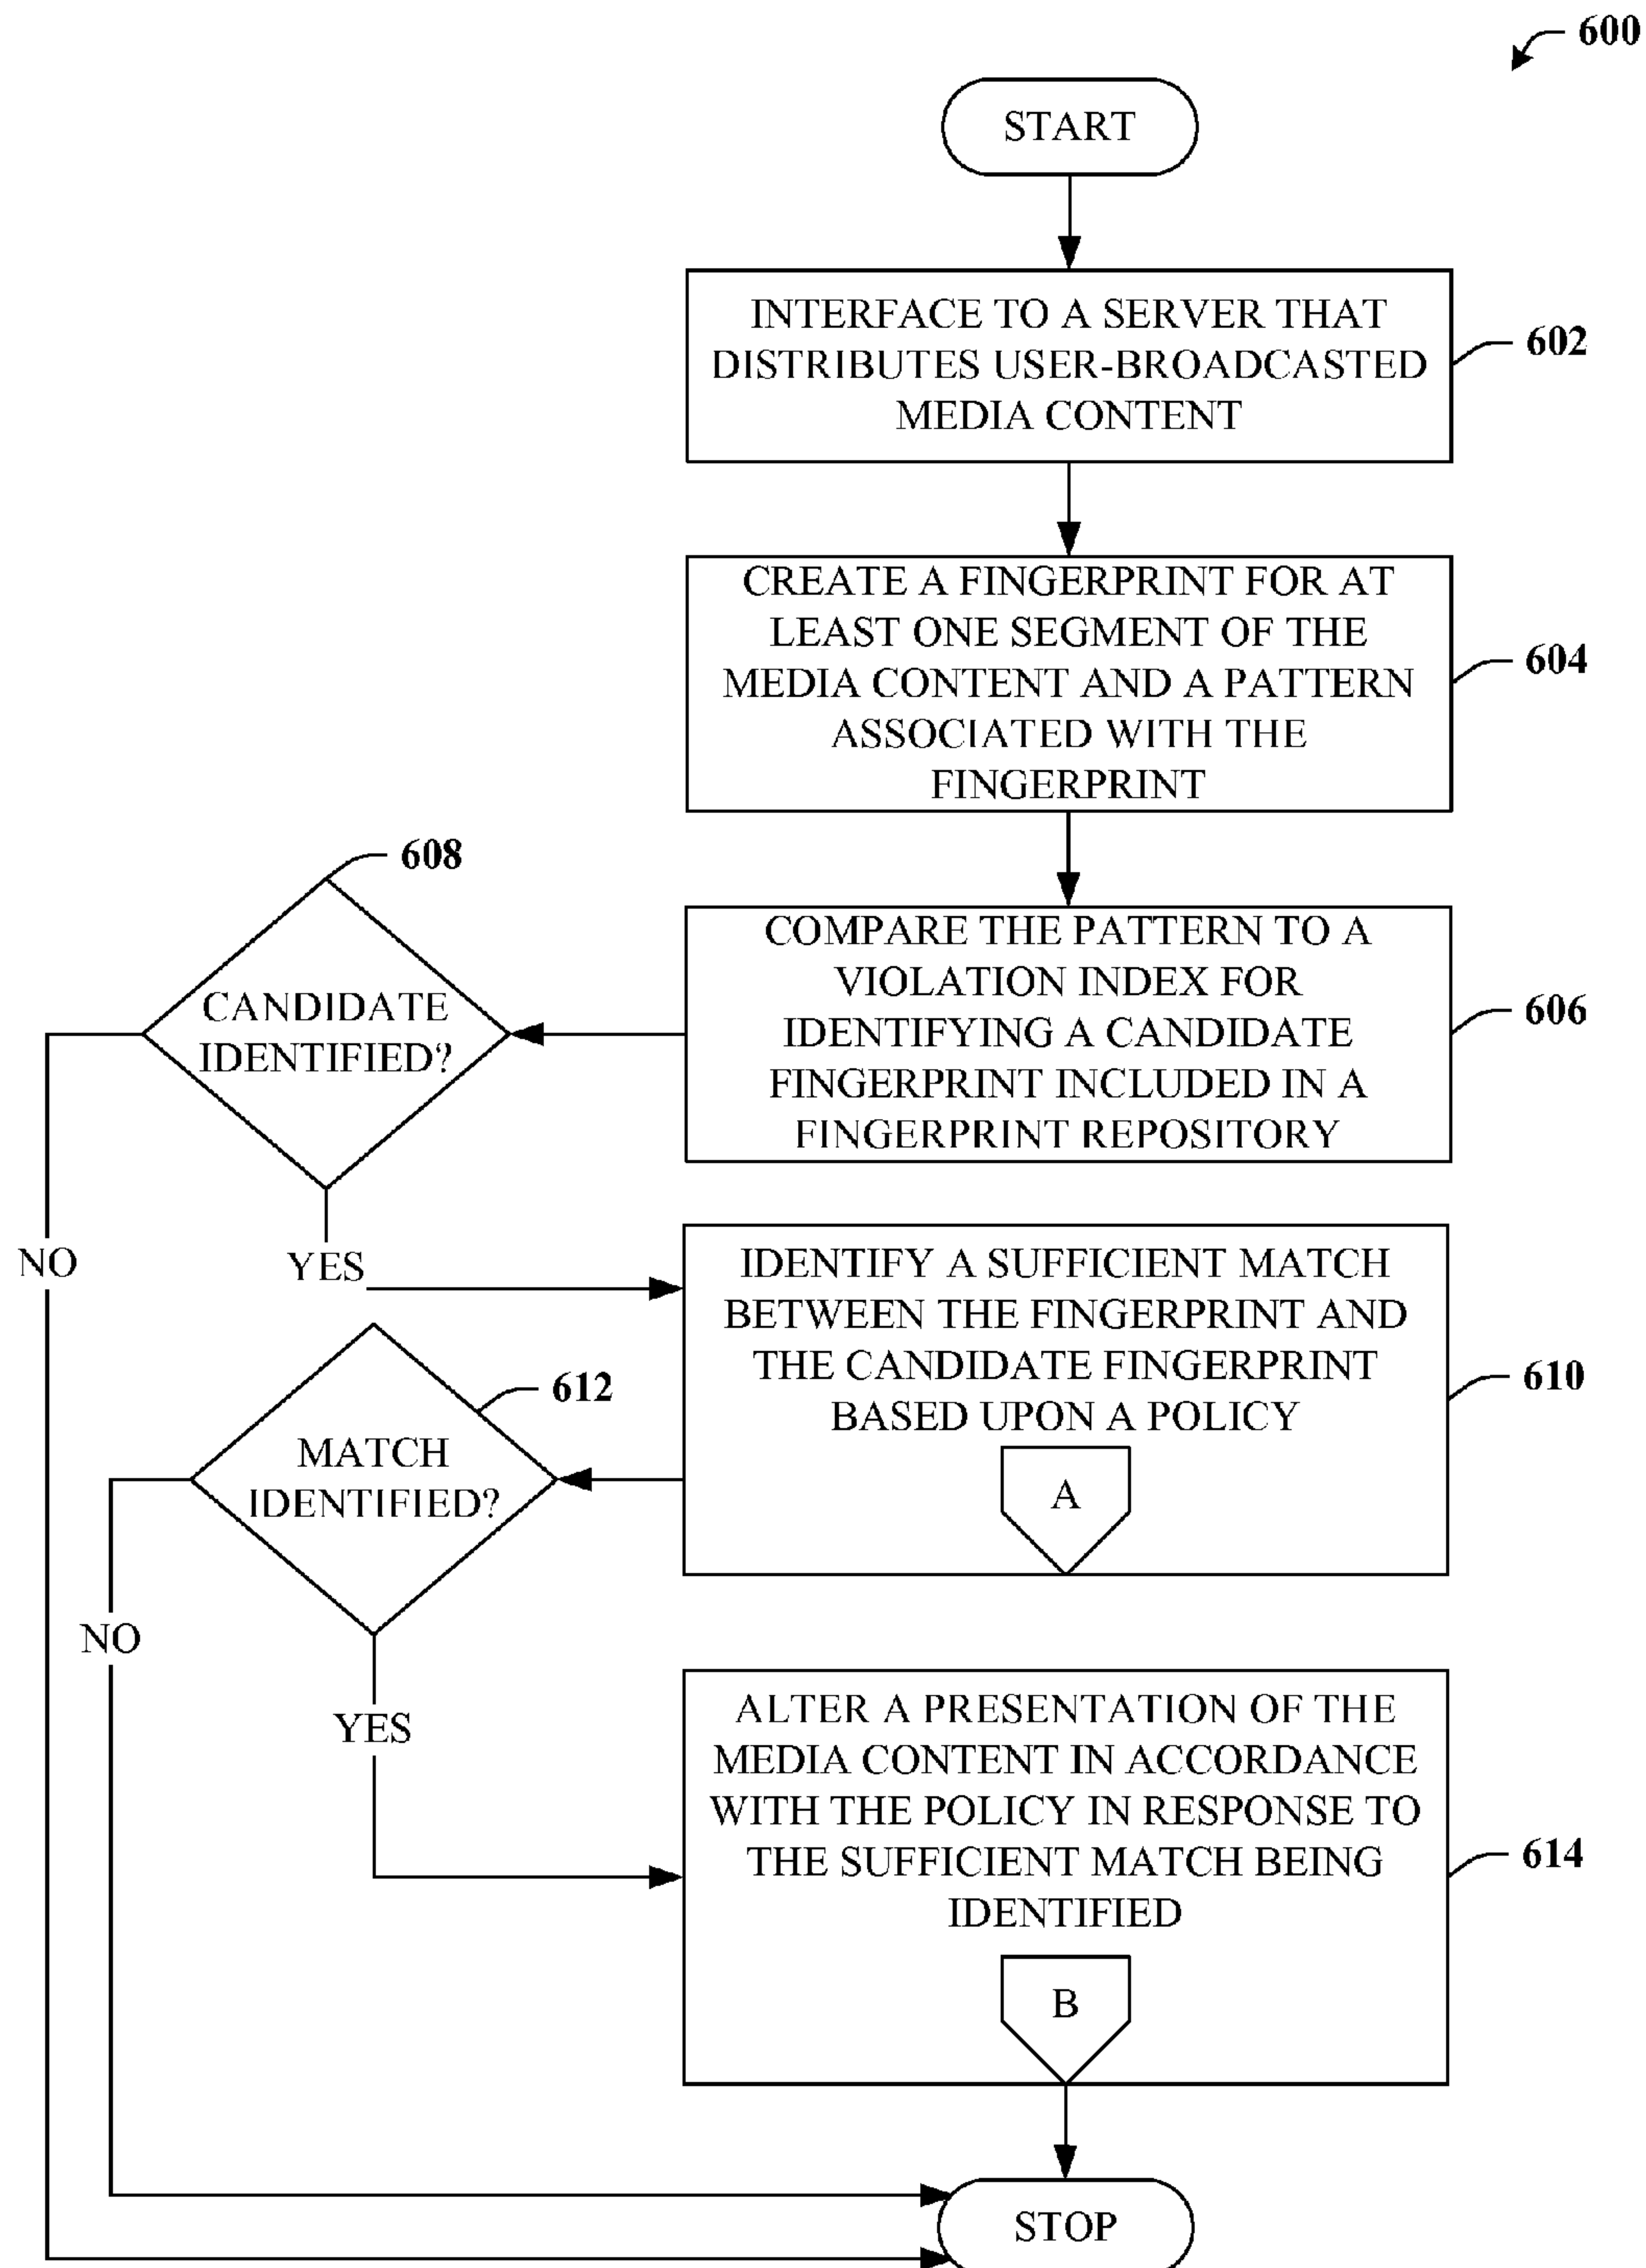 600
START
INTERFACE TO A SERVER THAT
DISTRIBUTES USER-BROADCASTED
MEDIA CONTENT
602
CREATE A FINGERPRINT FOR AT
LEAST ONE SEGMENT OF THE
MEDIA CONTENT AND A PATTERN
ASSOCIATED WITH THE
FINGERPRINT
604
COMPARE THE PATTERN TO A
VIOLATION INDEX FOR
IDENTIFYING A CANDIDATE
FINGERPRINT INCLUDED IN A
FINGERPRINT REPOSITORY
606
608
CANDIDATE
IDENTIFIED?
NO
YES
IDENTIFY A SUFFICIENT MATCH
BETWEEN THE FINGERPRINT AND
THE CANDIDATE FINGERPRINT
BASED UPON A POLICY
A
610
612
MATCH
IDENTIFIED?
NO
YES
ALTER A PRESENTATION OF THE
MEDIA CONTENT IN ACCORDANCE
WITH THE POLICY IN RESPONSE TO
THE SUFFICIENT MATCH BEING
IDENTIFIED
B
614
STOP